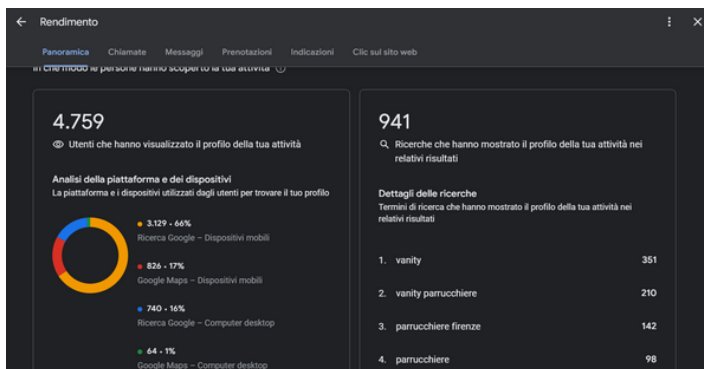 Rendimento
Panoramica Chiamate Messaggi Prenotazioni Indicazioni Clic sul sito web
In che modo le persone hanno scoperto la tua attività
4.759
Utenti che hanno visualizzato il profilo della tua attività
Analisi della piattaforma e dei dispositivi
La piattaforma e i dispositivi utilizzati dagli utenti per trovare il tuo profilo
3.129 • 66%
Ricerca Google – Dispositivi mobili
826 • 17%
Google Maps – Dispositivi mobili
740 • 16%
Ricerca Google – Computer desktop
64 • 1%
Google Maps – Computer desktop
941
Ricerche che hanno mostrato il profilo della tua attività nei
relativi risultati
Dettagli delle ricerche
Termini di ricerca che hanno mostrato il profilo della tua attività nei
relativi risultati
1. vanity 351
2. vanity parrucchiere 210
3. parrucchiere firenze 142
4. parrucchiere 98